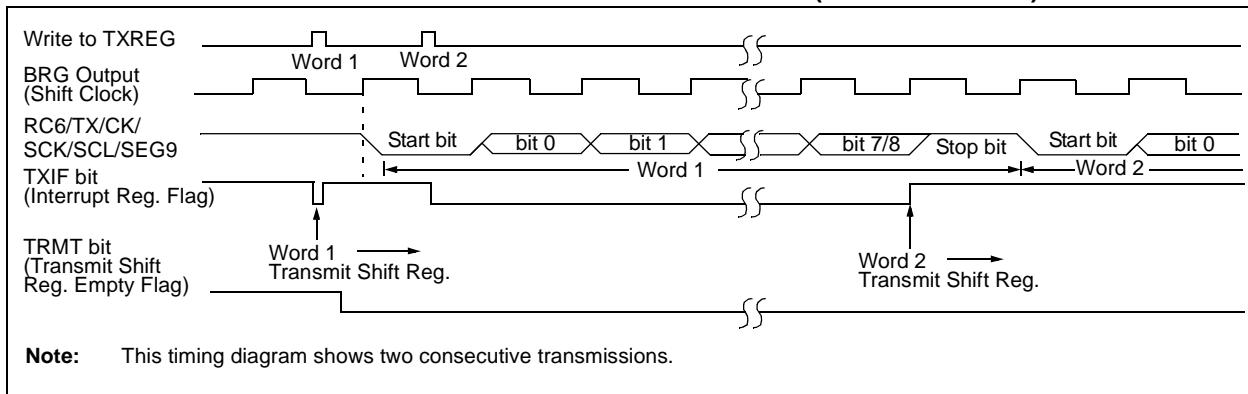 Write to TXREG
Word 1 Word 2
BRG Output
(Shift Clock)
RC6/TX/CK/
SCK/SCL/SEG9
Start bit bit 0 bit 1 bit 7/8 Stop bit Start bit bit 0
Word 1 Word 2
TXIF bit
(Interrupt Reg. Flag)
TRMT bit
(Transmit Shift
Reg. Empty Flag)
Word 1
Transmit Shift Reg.
Word 2
Transmit Shift Reg.
Note: This timing diagram shows two consecutive transmissions.